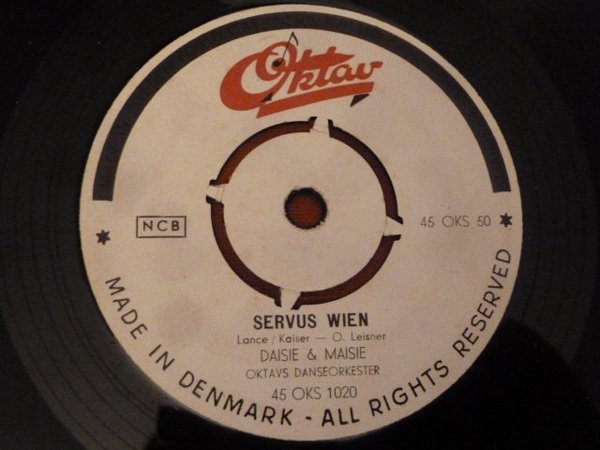 Oktav
NCB
45 OKS 50
SERVUS WIEN
Lance / Kaiser — O. Leisner
DAISIE & MAISIE
OKTAVS DANSEORKESTER
45 OKS 1020
★ MADE IN DENMARK - ALL RIGHTS RESERVED ★